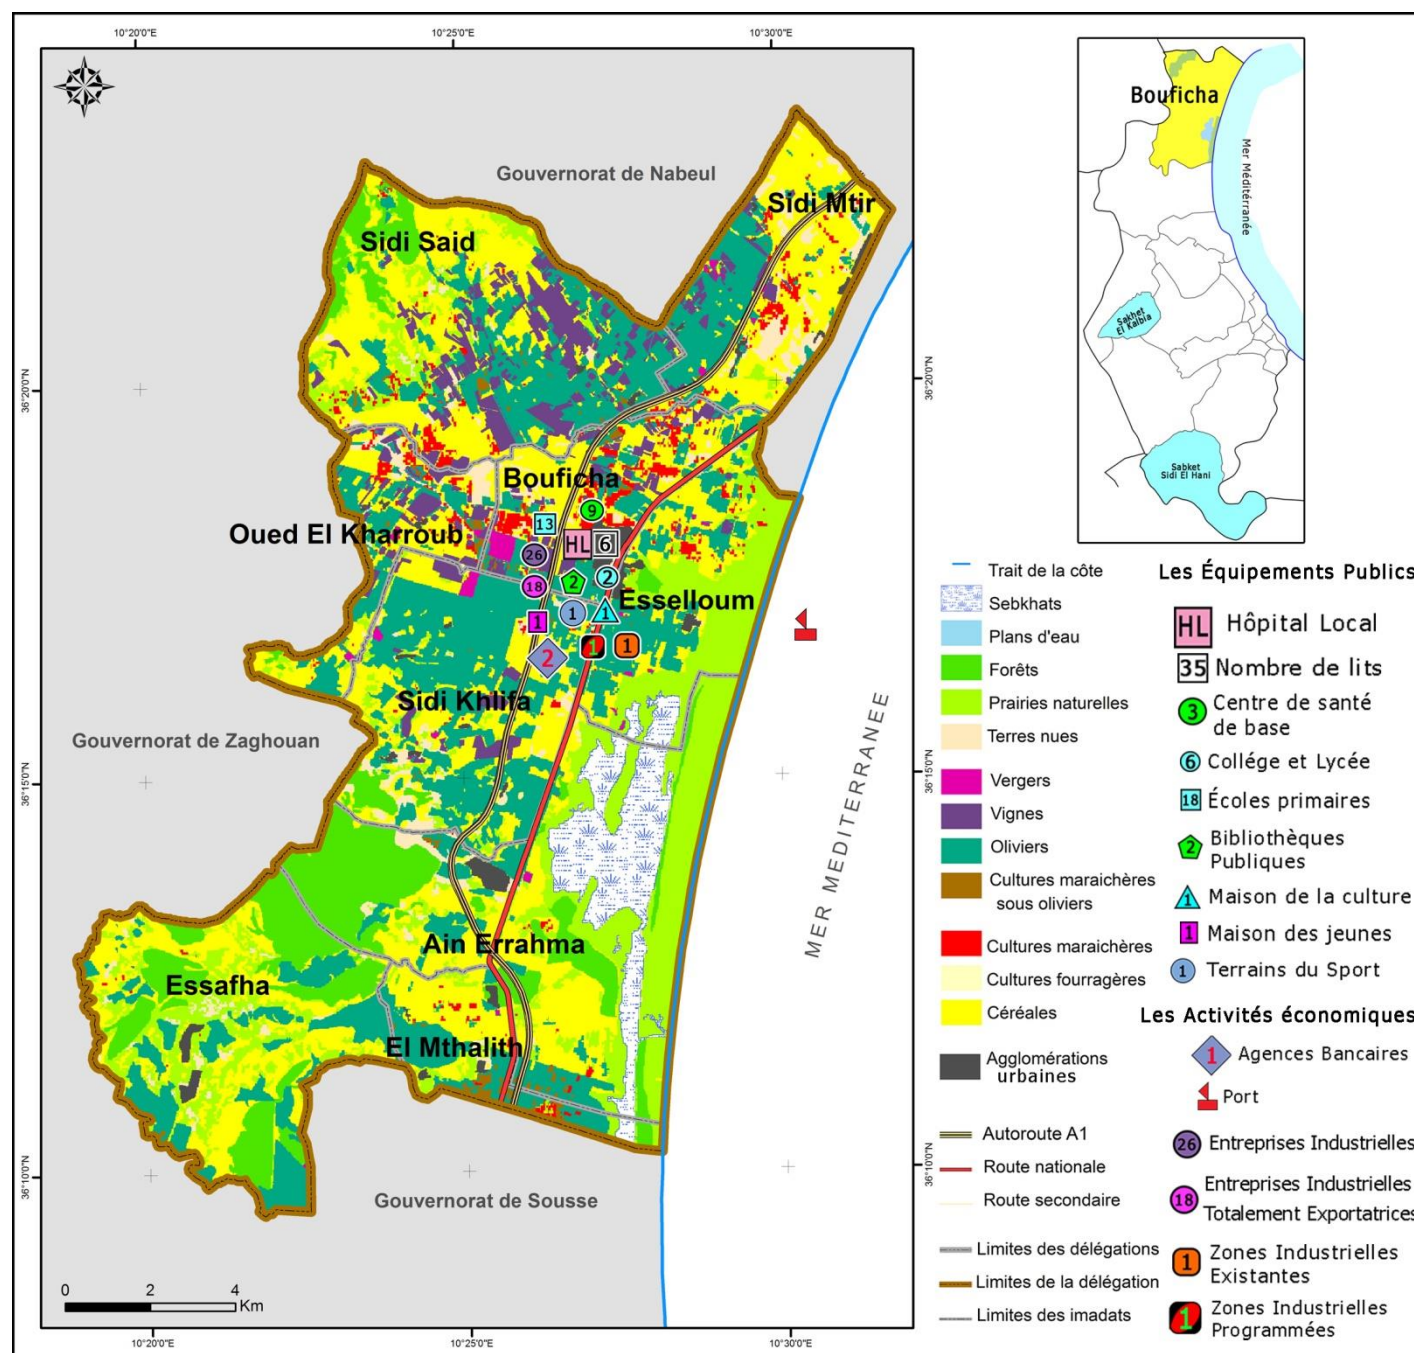 10°20'0"E
10°25'0"E
10°30'0"E
Gouvernorat de Nabeul
Sidi Mtir
Sidi Said
36°20'0"N
36°20'0"N
Bouficha
9
13
Oued El Kharroub
HL
6
26
18
2
2
Esselloum
1
1
1
2
1
1
Sidi Khlifa
Gouvernorat de Zaghouan
36°15'0"N
36°15'0"N
MER MEDITERRANEE
Ain Errahma
Essafha
El Mthalith
36°10'0"N
36°10'0"N
Gouvernorat de Sousse
0 2 4
Km
10°20'0"E
10°25'0"E
10°30'0"E
Bouficha
Mer Méditérranée
Sakhet
El Kalbia
Sabket
Sidi El Hani
Trait de la côte
Sebkhats
Plans d'eau
Forêts
Prairies naturelles
Terres nues
Vergers
Vignes
Oliviers
Cultures maraichères
sous oliviers
Cultures maraichères
Cultures fourragères
Céréales
Agglomérations
urbaines
Autoroute A1
Route nationale
Route secondaire
Limites des délégations
Limites de la délégation
Limites des imadats
Les Équipements Publics
HL Hôpital Local
35 Nombre de lits
3 Centre de santé
de base
6 Collége et Lycée
18 Écoles primaires
2 Bibliothèques
Publiques
1 Maison de la culture
1 Maison des jeunes
1 Terrains du Sport
Les Activités économiques
1 Agences Bancaires
Port
26 Entreprises Industrielles
18 Entreprises Industrielles
Totalement Exportatrices
1 Zones Industrielles
Existantes
1 Zones Industrielles
Programmées